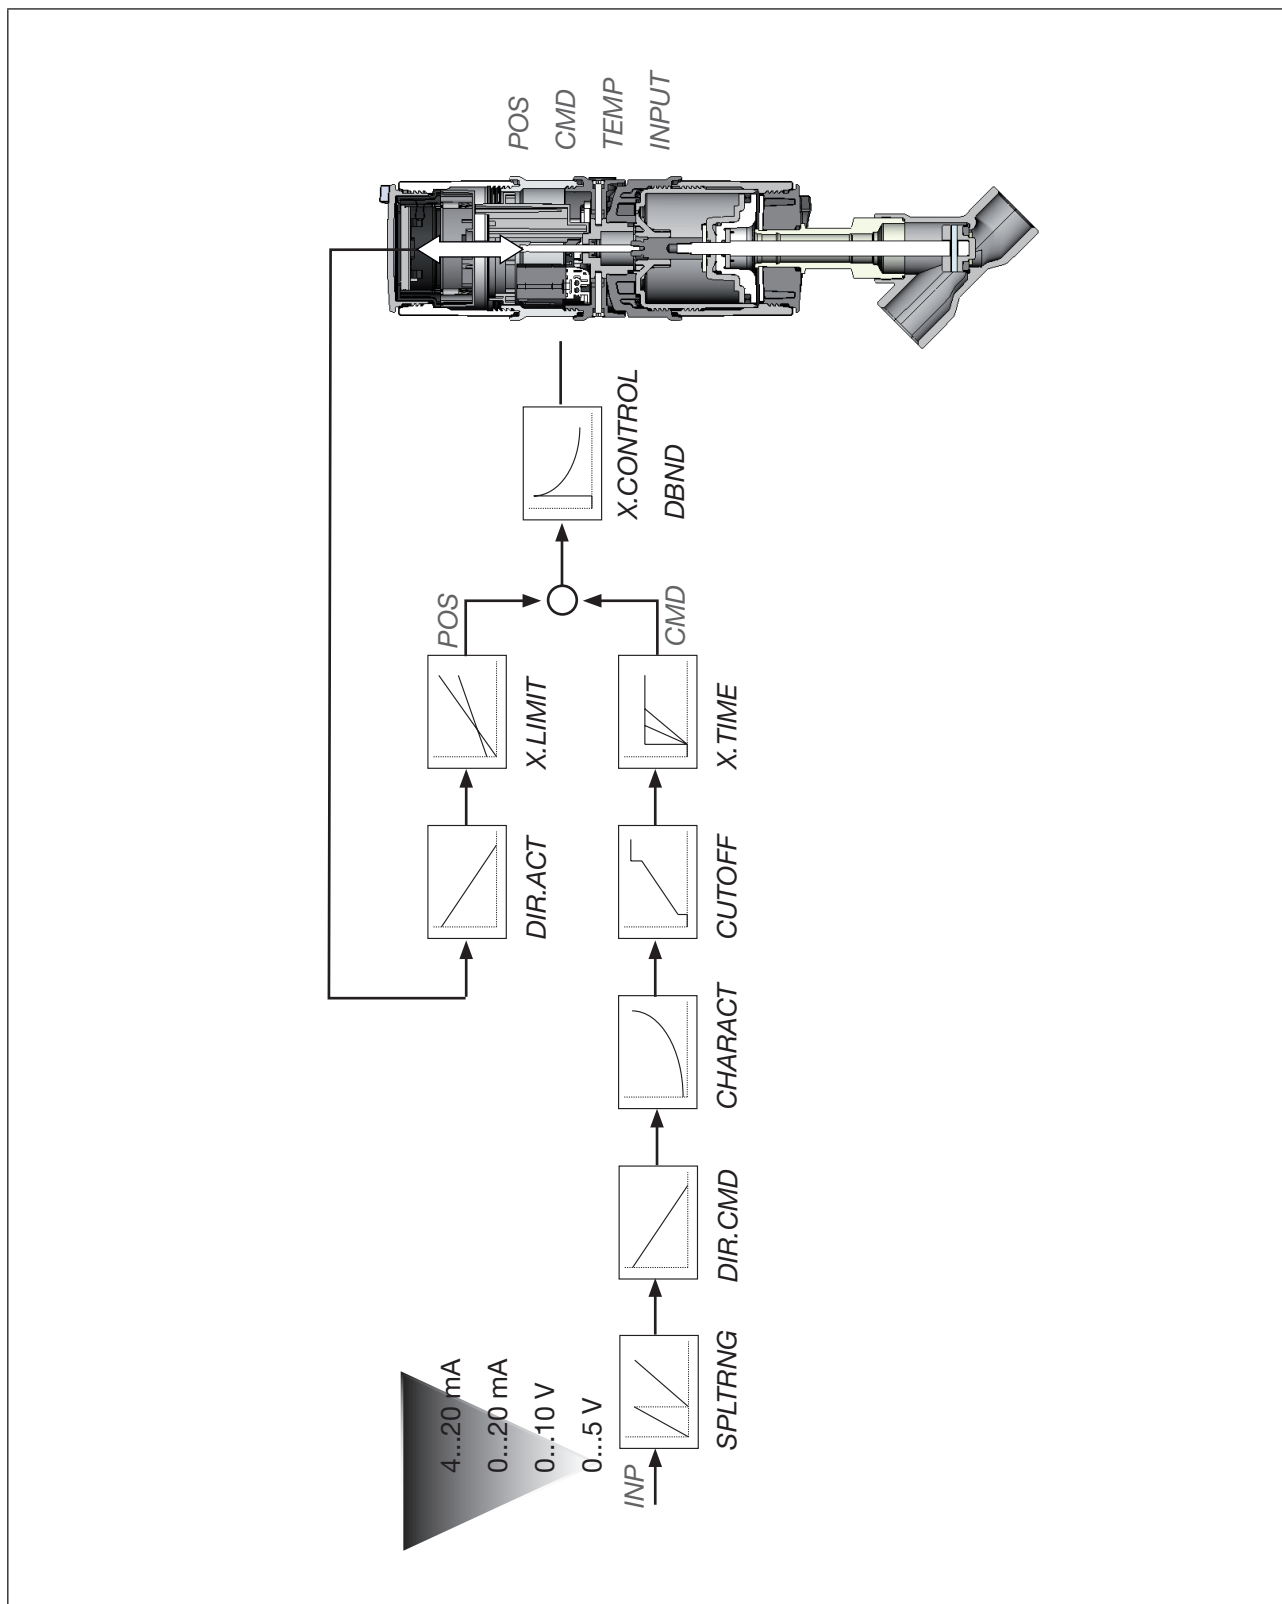 4...20 mA
0...20 mA
0...10 V
0...5 V
INP
SPLTRNG
DIR.CMD
CHARACT
CUTOFF
X.TIME
CMD
DIR.ACT
X.LIMIT
POS
X.CONTROL
DBND
POS
CMD
TEMP
INPUT